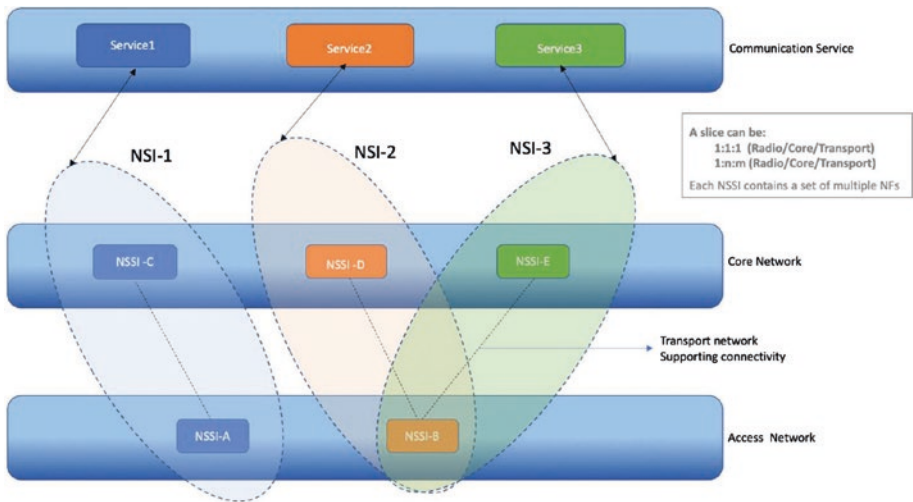 Service1
Service2
Service3
Communication Service
NSI-1
NSI-2
NSI-3
A slice can be:
1:1:1 (Radio/Core/Transport)
1:n:m (Radio/Core/Transport)
Each NSSI contains a set of multiple NFs
NSSI -C
NSSI -D
NSSI-E
Core Network
Transport network
Supporting connectivity
NSSI-A
NSSI-B
Access Network